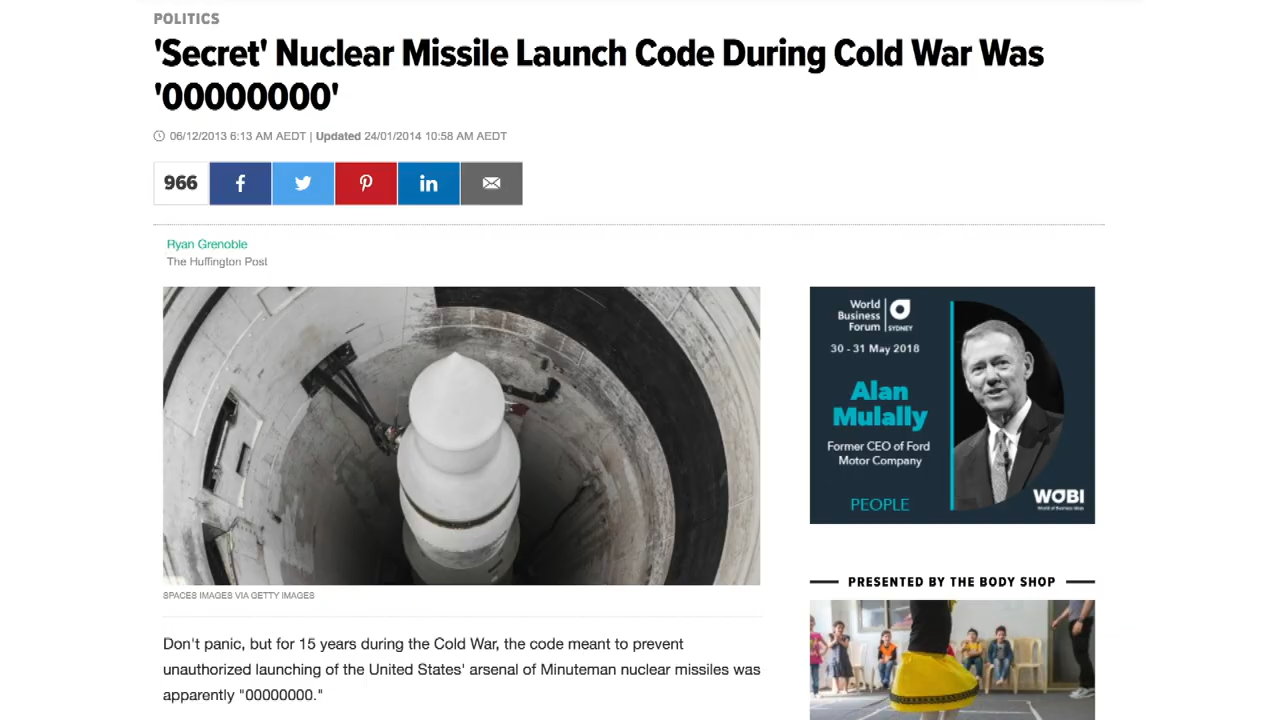 POLITICS
'Secret' Nuclear Missile Launch Code During Cold War Was
'00000000'
06/12/2013 6:13 AM AEDT | Updated 24/01/2014 10:58 AM AEDT
966
Ryan Grenoble
The Huffington Post
SPACES IMAGES VIA GETTY IMAGES
Don't panic, but for 15 years during the Cold War, the code meant to prevent
unauthorized launching of the United States' arsenal of Minuteman nuclear missiles was
apparently "00000000."
World
Business
Forum
SYDNEY
30 - 31 May 2018
Alan
Mulally
Former CEO of Ford
Motor Company
PEOPLE
WOBI
World of Business Ideas
PRESENTED BY THE BODY SHOP